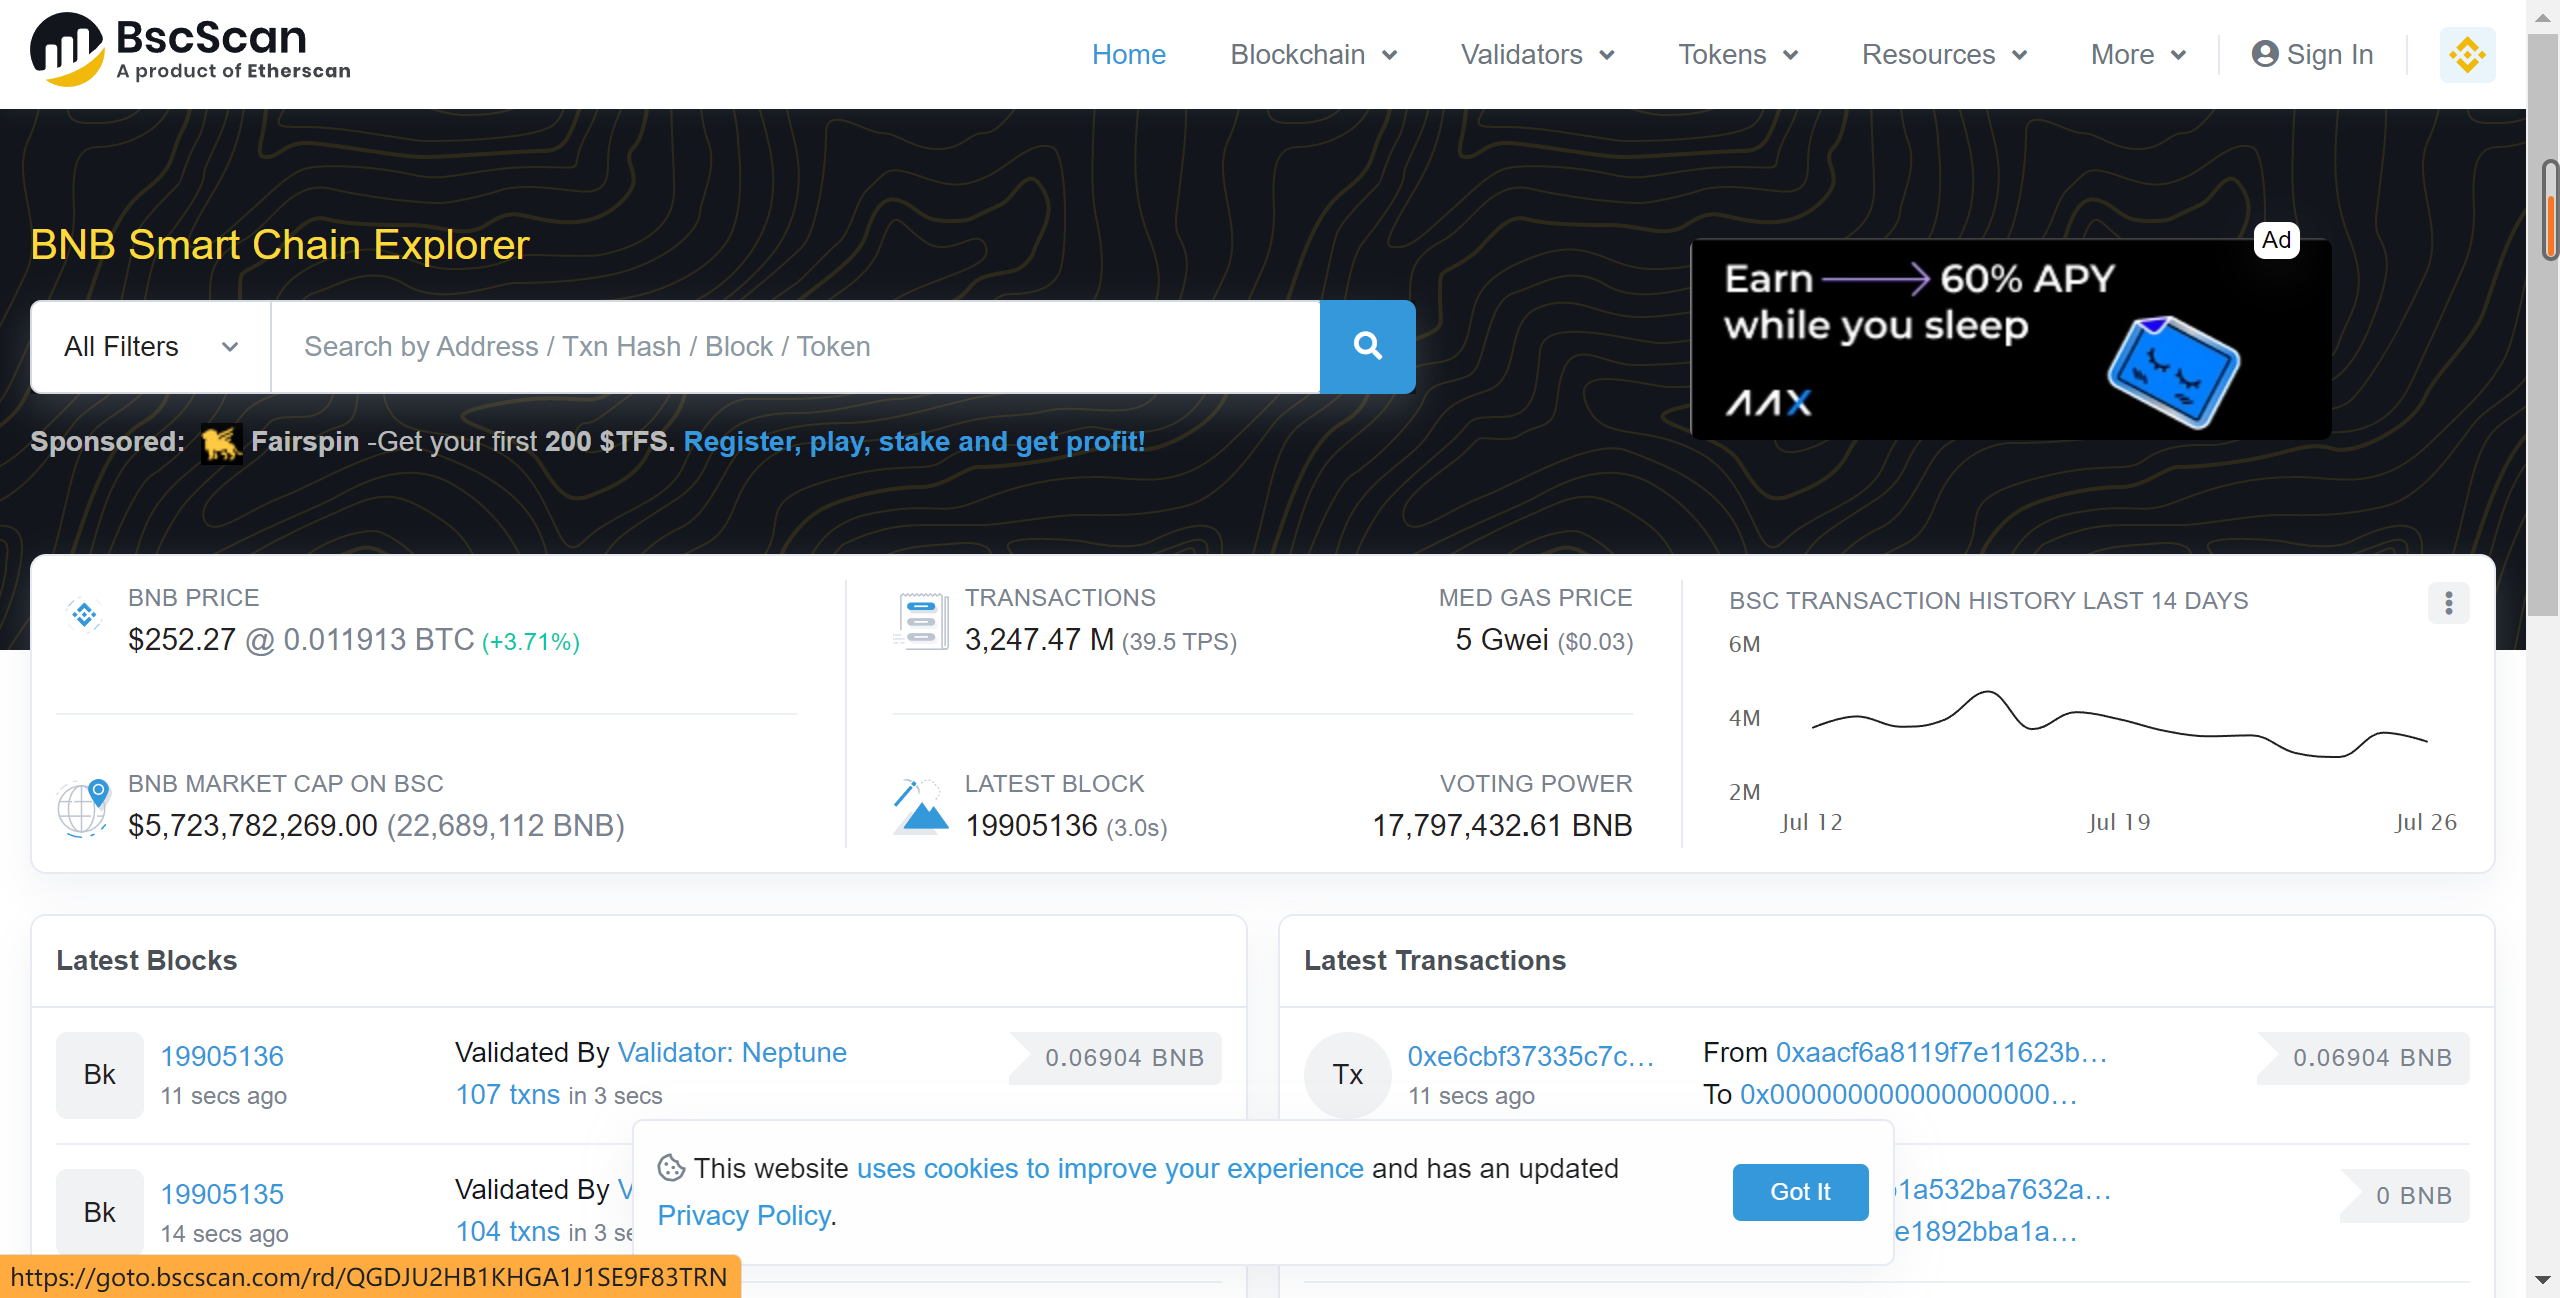 BscScan
A product of Etherscan
Home
Blockchain
Validators
Tokens
Resources
More
Sign In
BNB Smart Chain Explorer
All Filters
Search by Address / Txn Hash / Block / Token
Sponsored: Fairspin -Get your first 200 $TFS. Register, play, stake and get profit!
Ad
Earn 60% APY
while you sleep
AAX
BNB PRICE
$252.27 @ 0.011913 BTC (+3.71%)
BNB MARKET CAP ON BSC
$5,723,782,269.00 (22,689,112 BNB)
TRANSACTIONS
3,247.47 M (39.5 TPS)
MED GAS PRICE
5 Gwei ($0.03)
LATEST BLOCK
19905136 (3.0s)
VOTING POWER
17,797,432.61 BNB
BSC TRANSACTION HISTORY LAST 14 DAYS
6M
4M
2M
Jul 12
Jul 19
Jul 26
Latest Blocks
Bk
19905136
11 secs ago
Validated By Validator: Neptune
107 txns in 3 secs
0.06904 BNB
Bk
19905135
14 secs ago
Validated By
104 txns in 3
Latest Transactions
Tx
0xe6cbf37335c7c...
11 secs ago
From 0xaacf6a8119f7e11623b...
To 0x000000000000000000...
0.06904 BNB
1a532ba7632a...
e1892bba1a...
0 BNB
This website uses cookies to improve your experience and has an updated
Privacy Policy.
Got It
https://goto.bscscan.com/rd/QGDJU2HB1KHGA1J1SE9F83TRN